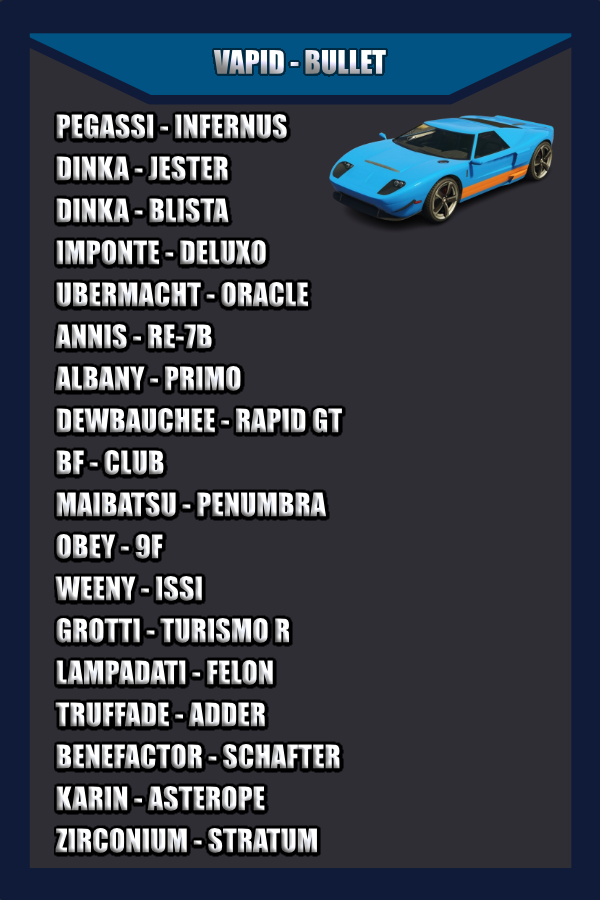 VAPID - BULLET
PEGASSI - INFERNUS
DINKA - JESTER
DINKA - BLISTA
IMPONTE - DELUXO
UBERMACHT - ORACLE
ANNIS - RE-7B
ALBANY - PRIMO
DEWBAUCHEE - RAPID GT
BF - CLUB
MAIBATSU - PENUMBRA
OBEY - 9F
WEENY - ISSI
GROTTI - TURISMO R
LAMPADATI - FELON
TRUFFADE - ADDER
BENEFACTOR - SCHAFTER
KARIN - ASTEROPE
ZIRCONIUM - STRATUM